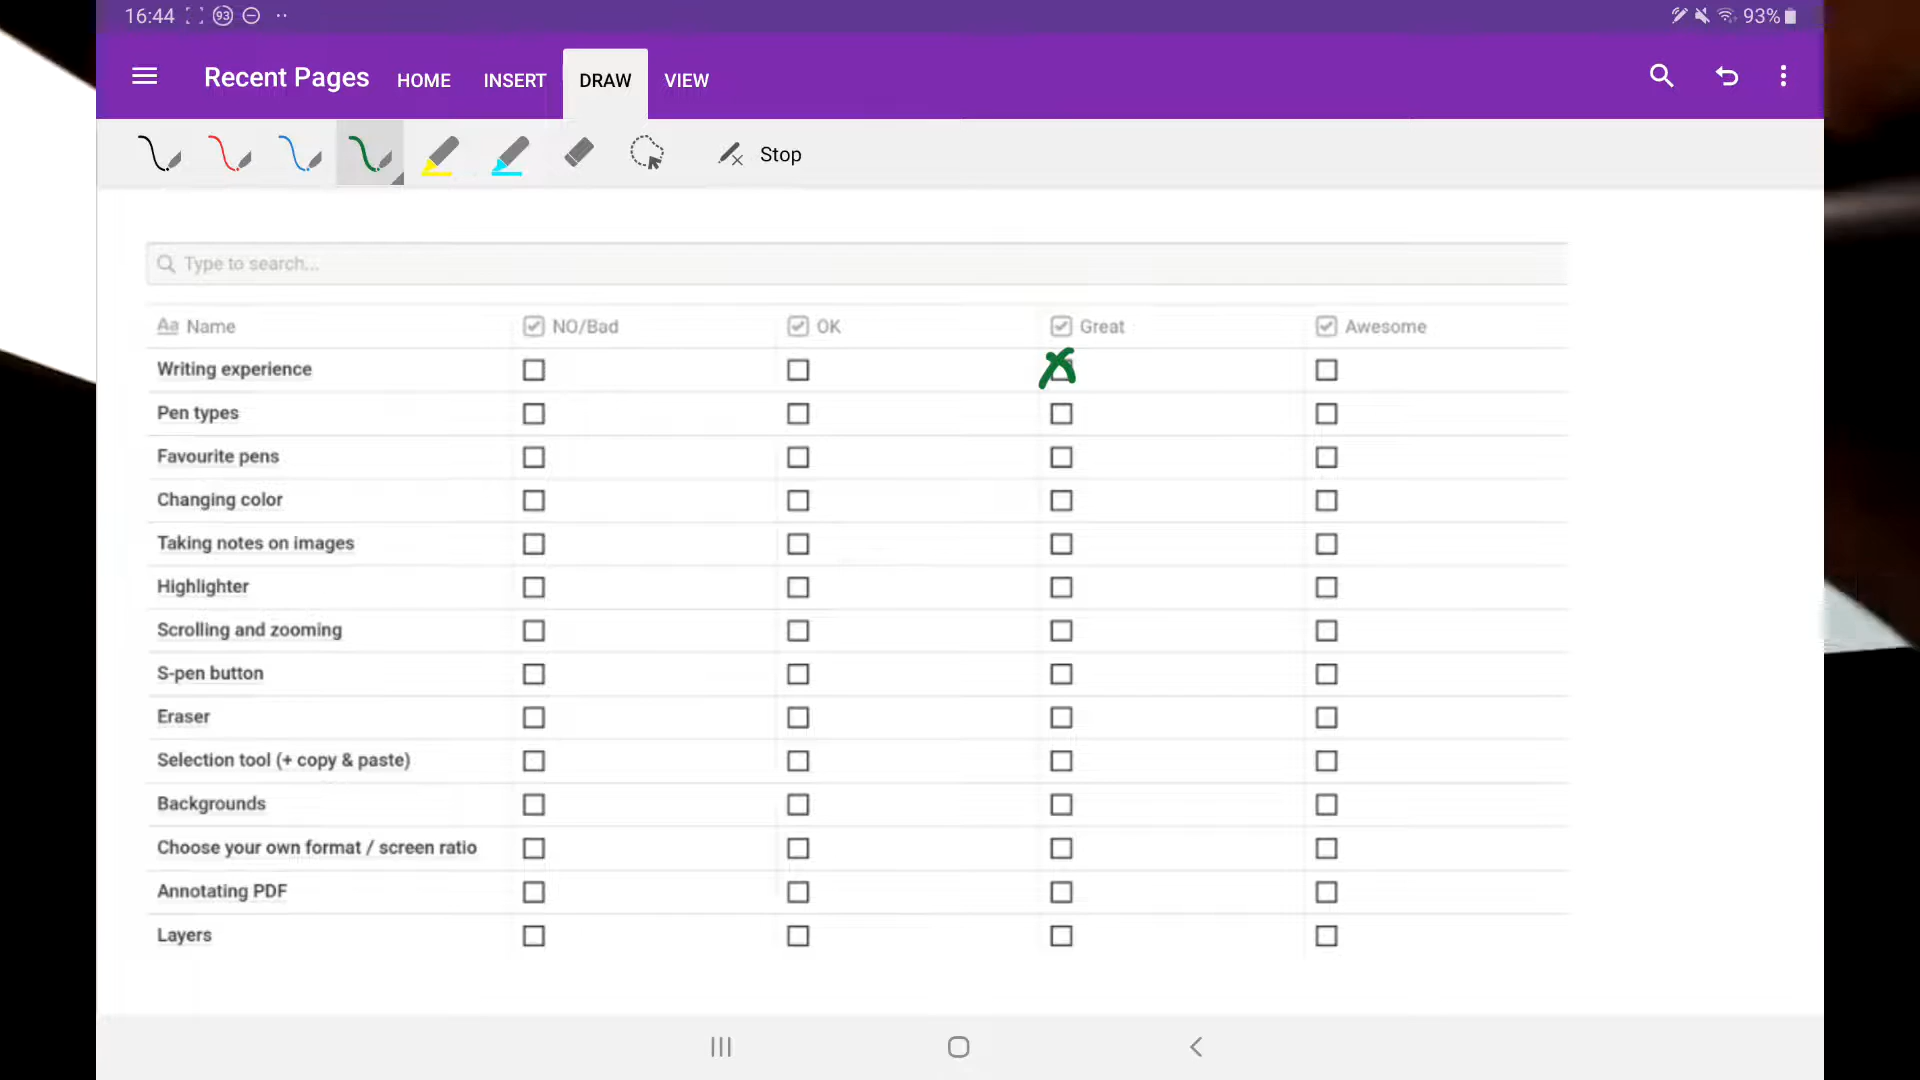 16:44 93 93%
Recent Pages HOME INSERT DRAW VIEW
Stop
Type to search...
Aa Name NO/Bad OK Great Awesome
Writing experience
Pen types
Favourite pens
Changing color
Taking notes on images
Highlighter
Scrolling and zooming
S-pen button
Eraser
Selection tool (+ copy & paste)
Backgrounds
Choose your own format / screen ratio
Annotating PDF
Layers